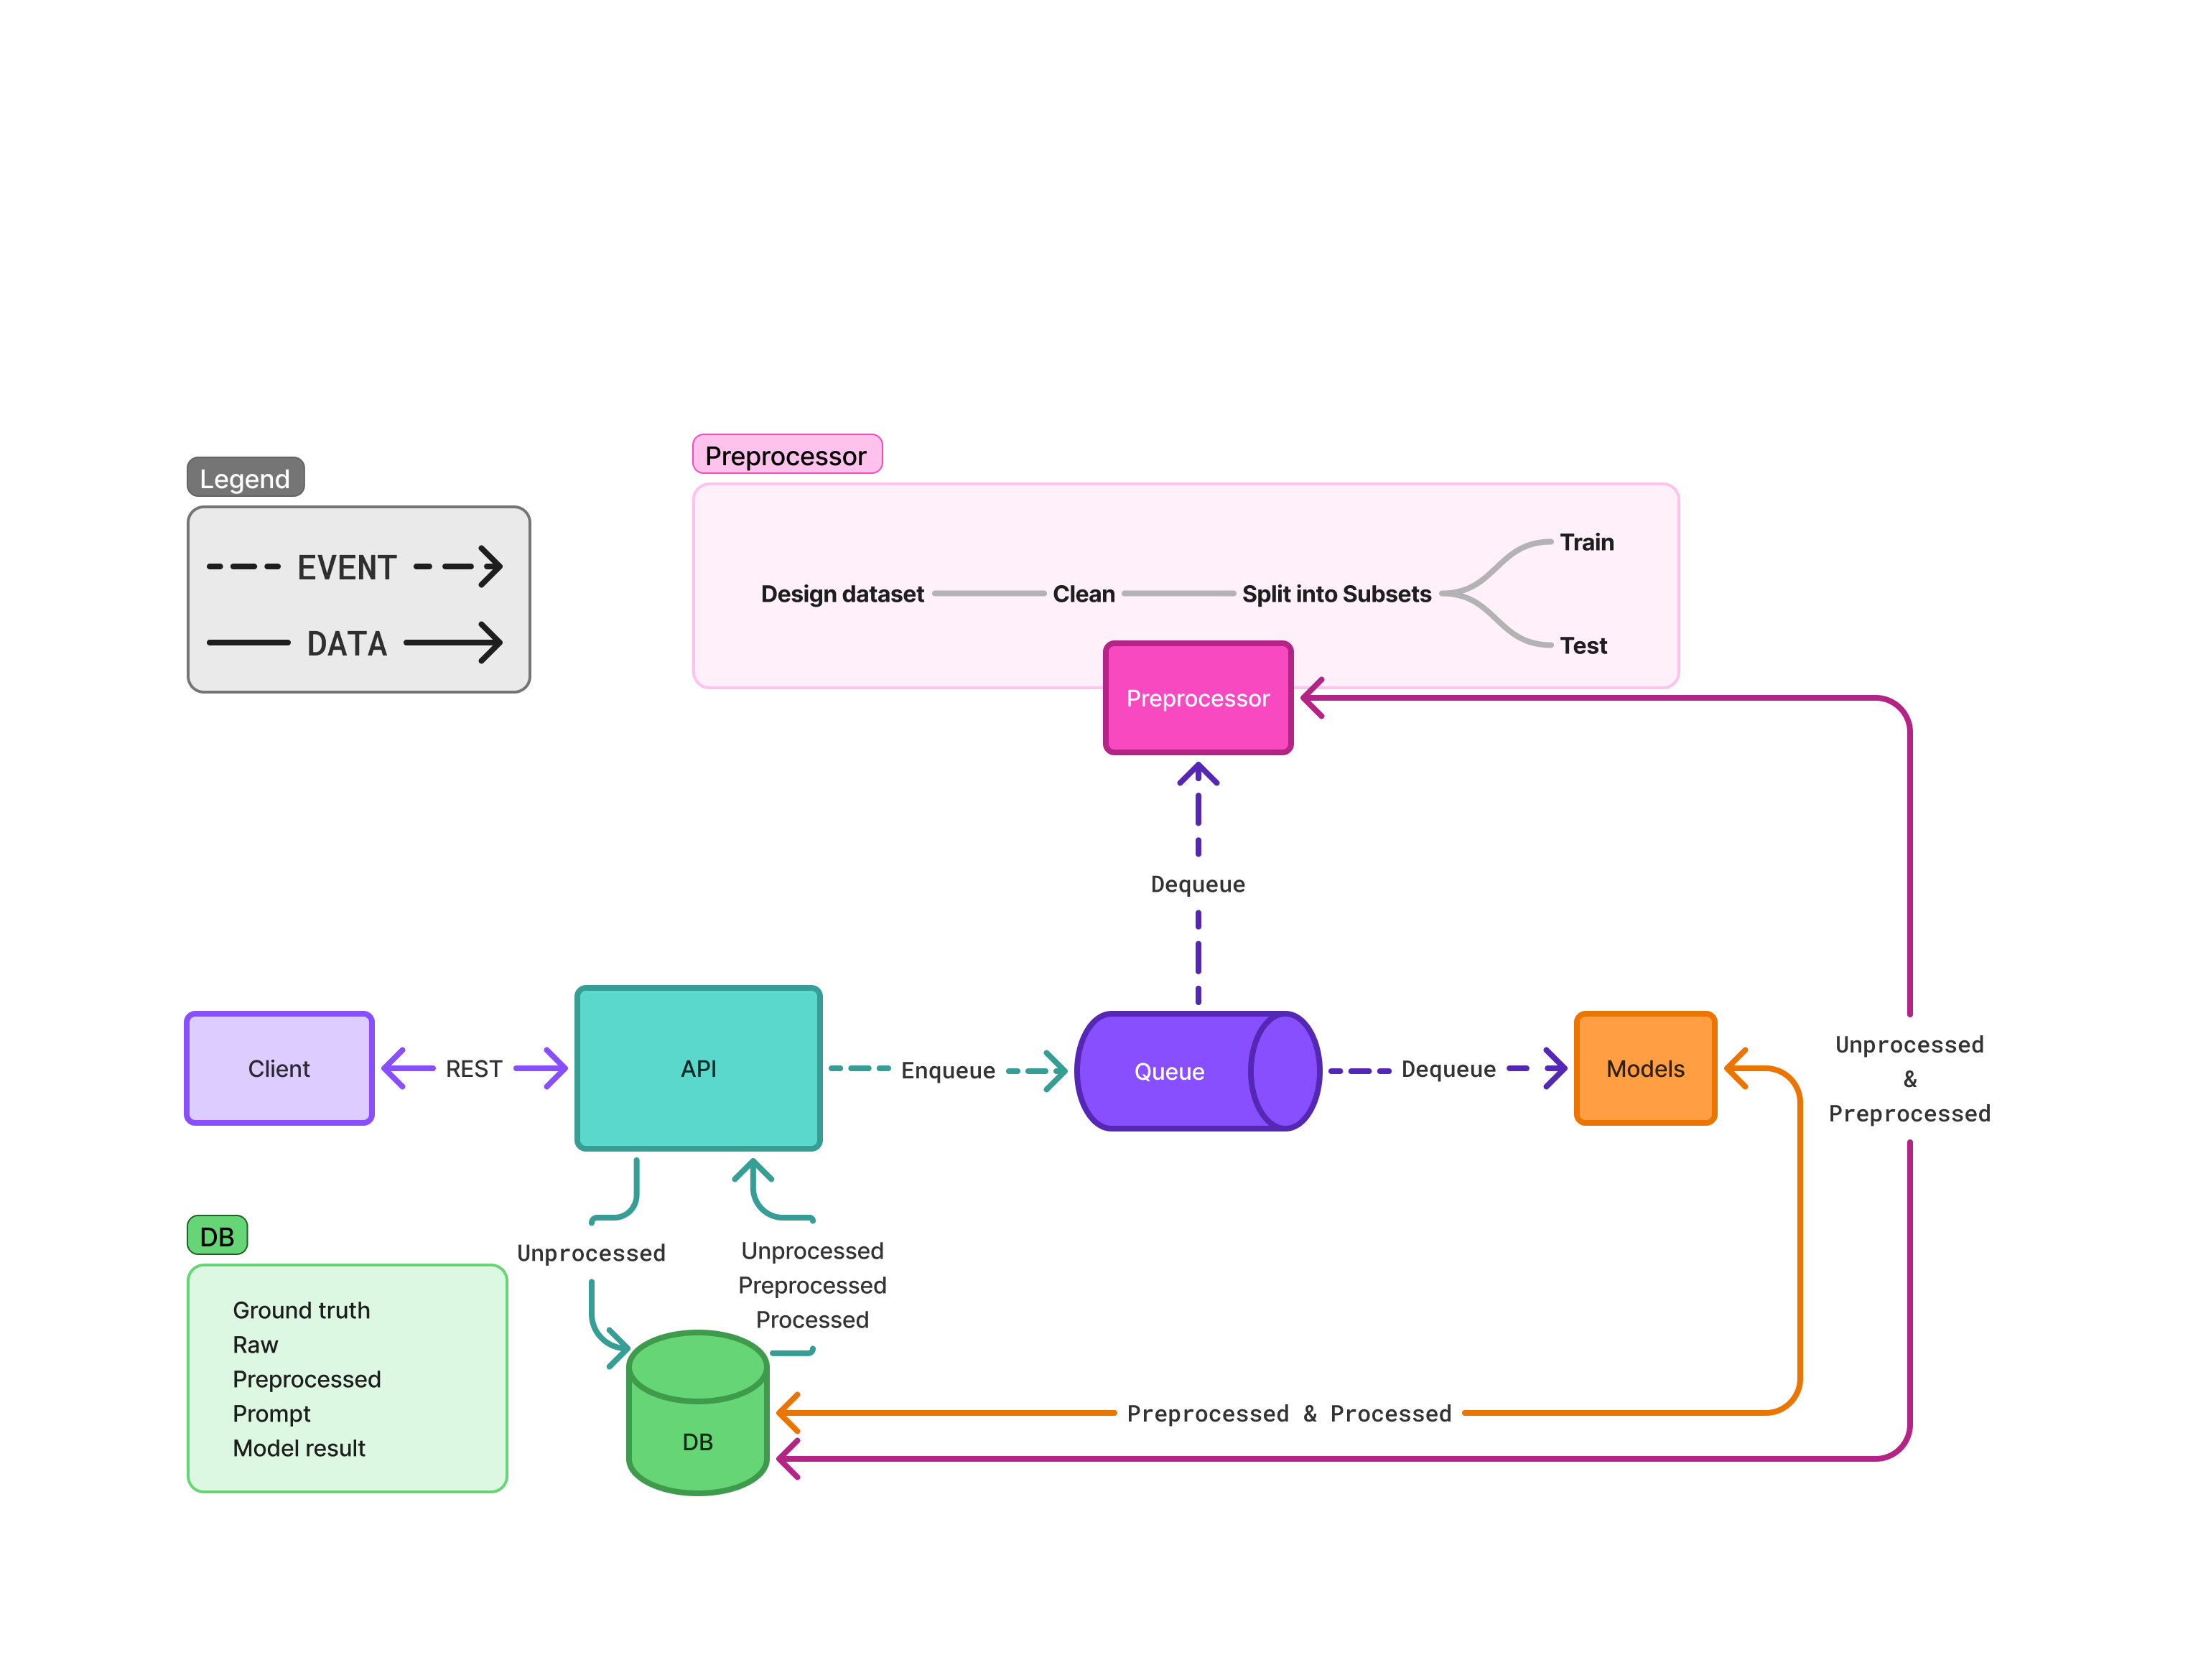 Preprocessor
Legend
EVENT
DATA
Design dataset
Clean
Split into Subsets
Train
Test
Preprocessor
Dequeue
Client
REST
API
Enqueue
Queue
Dequeue
Models
Unprocessed
&
Preprocessed
DB
Unprocessed
Unprocessed
Preprocessed
Processed
Ground truth
Raw
Preprocessed
Prompt
Model result
Preprocessed & Processed
DB